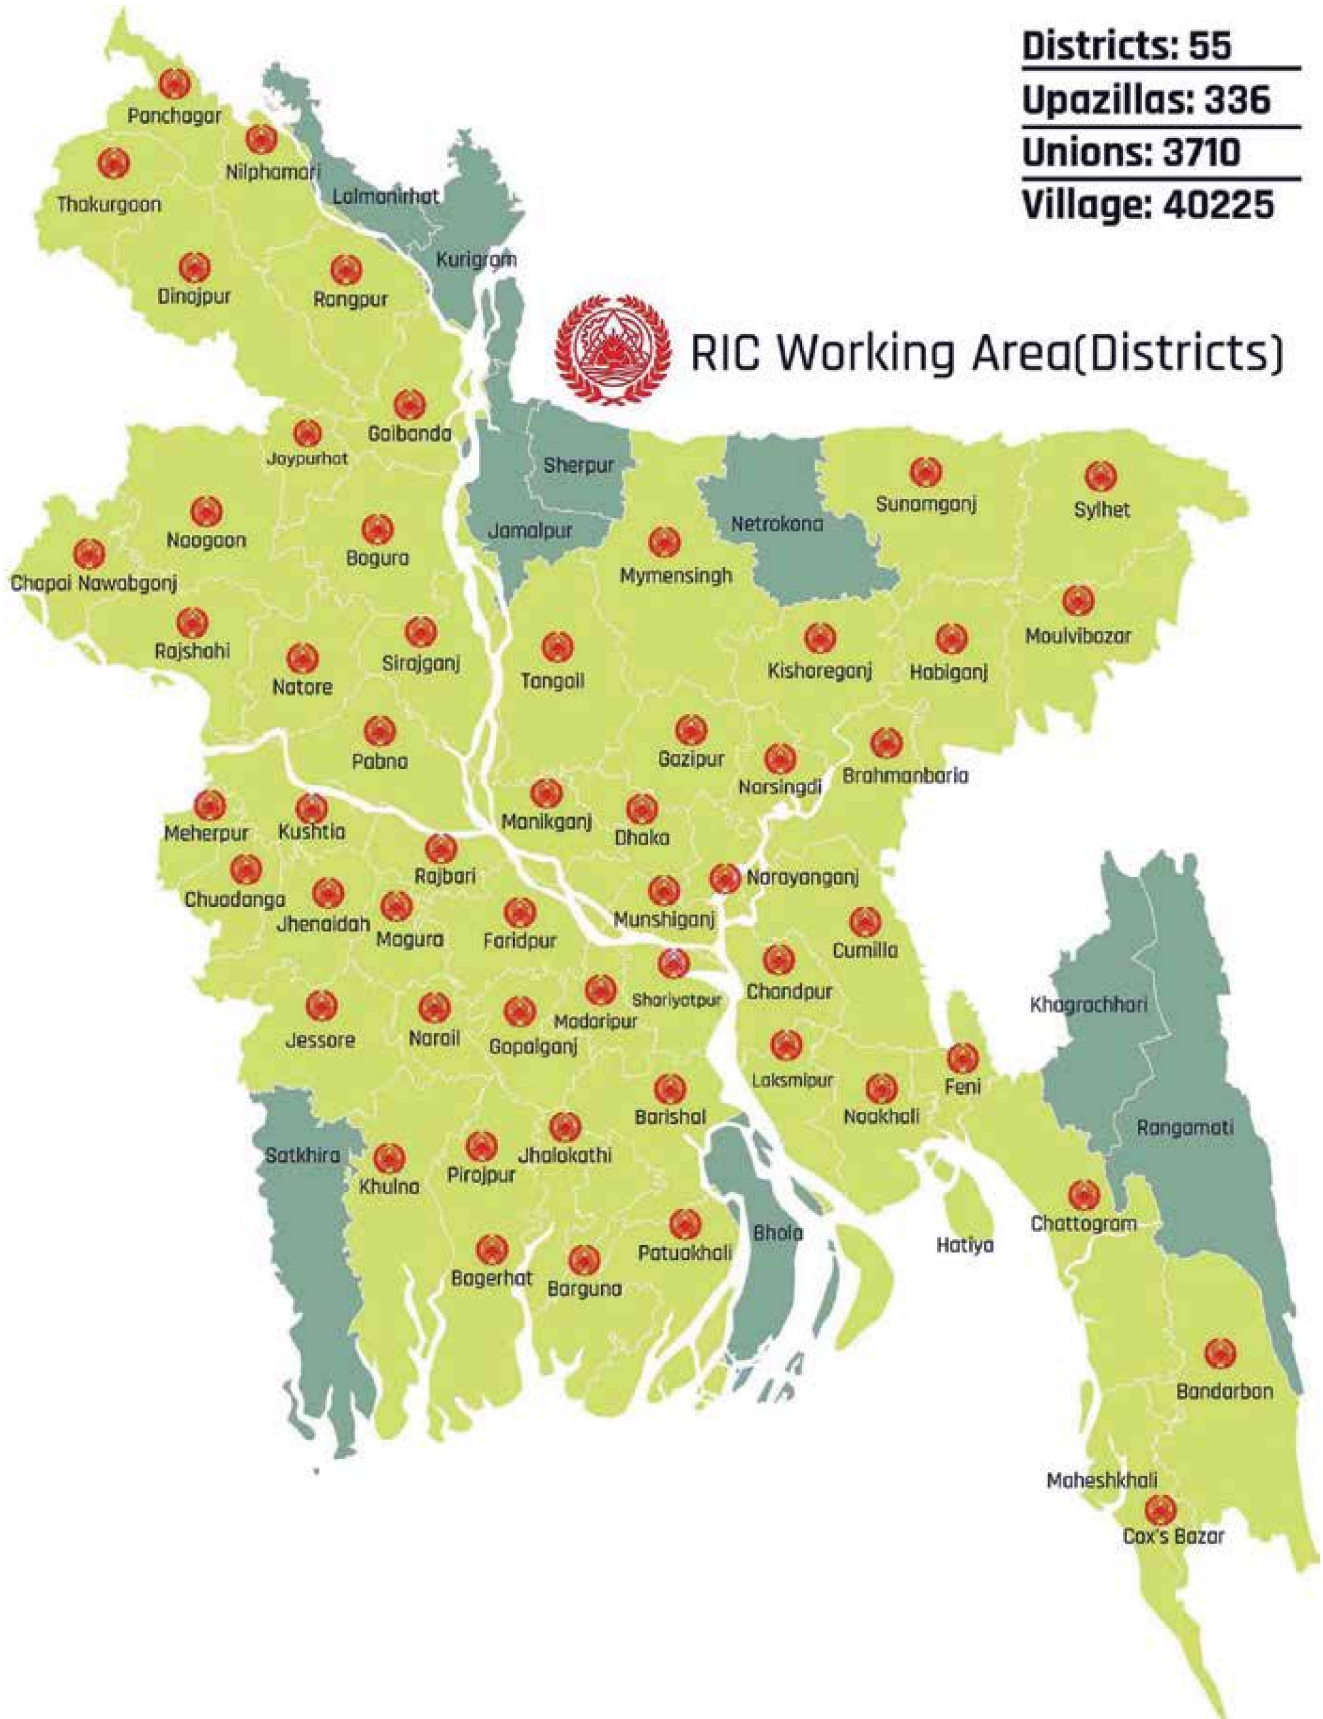 Districts: 55
Upazillas: 336
Unions: 3710
Village: 40225
RIC Working Area(Districts)
Panchagar
Nilphamari
Thakurgaon
Lalmonirhat
Kurigram
Dinajpur
Rangpur
Gaibanda
Joypurhat
Sherpur
Sunamganj
Sylhet
Netrokona
Jamalpur
Naogaon
Bogura
Mymensingh
Chapai Nawabganj
Moulvibazar
Rajshahi
Sirajganj
Kishoreganj
Habiganj
Natore
Tangail
Pabna
Gazipur
Narsingdi
Brahmanbaria
Manikganj
Dhaka
Meherpur
Kushtia
Rajbari
Narayanganj
Chuadanga
Jhenaidah
Magura
Faridpur
Munshiganj
Cumilla
Chandpur
Shariyatpur
Khagrachhari
Madaripur
Jessore
Narail
Gopalganj
Laksmipur
Feni
Noakhali
Barishal
Rangamati
Satkhira
Jhalokathi
Pirojpur
Khulna
Chattogram
Bhola
Hatiya
Patuakhali
Bagerhat
Barguna
Bandarban
Maheshkhali
Cox's Bazar